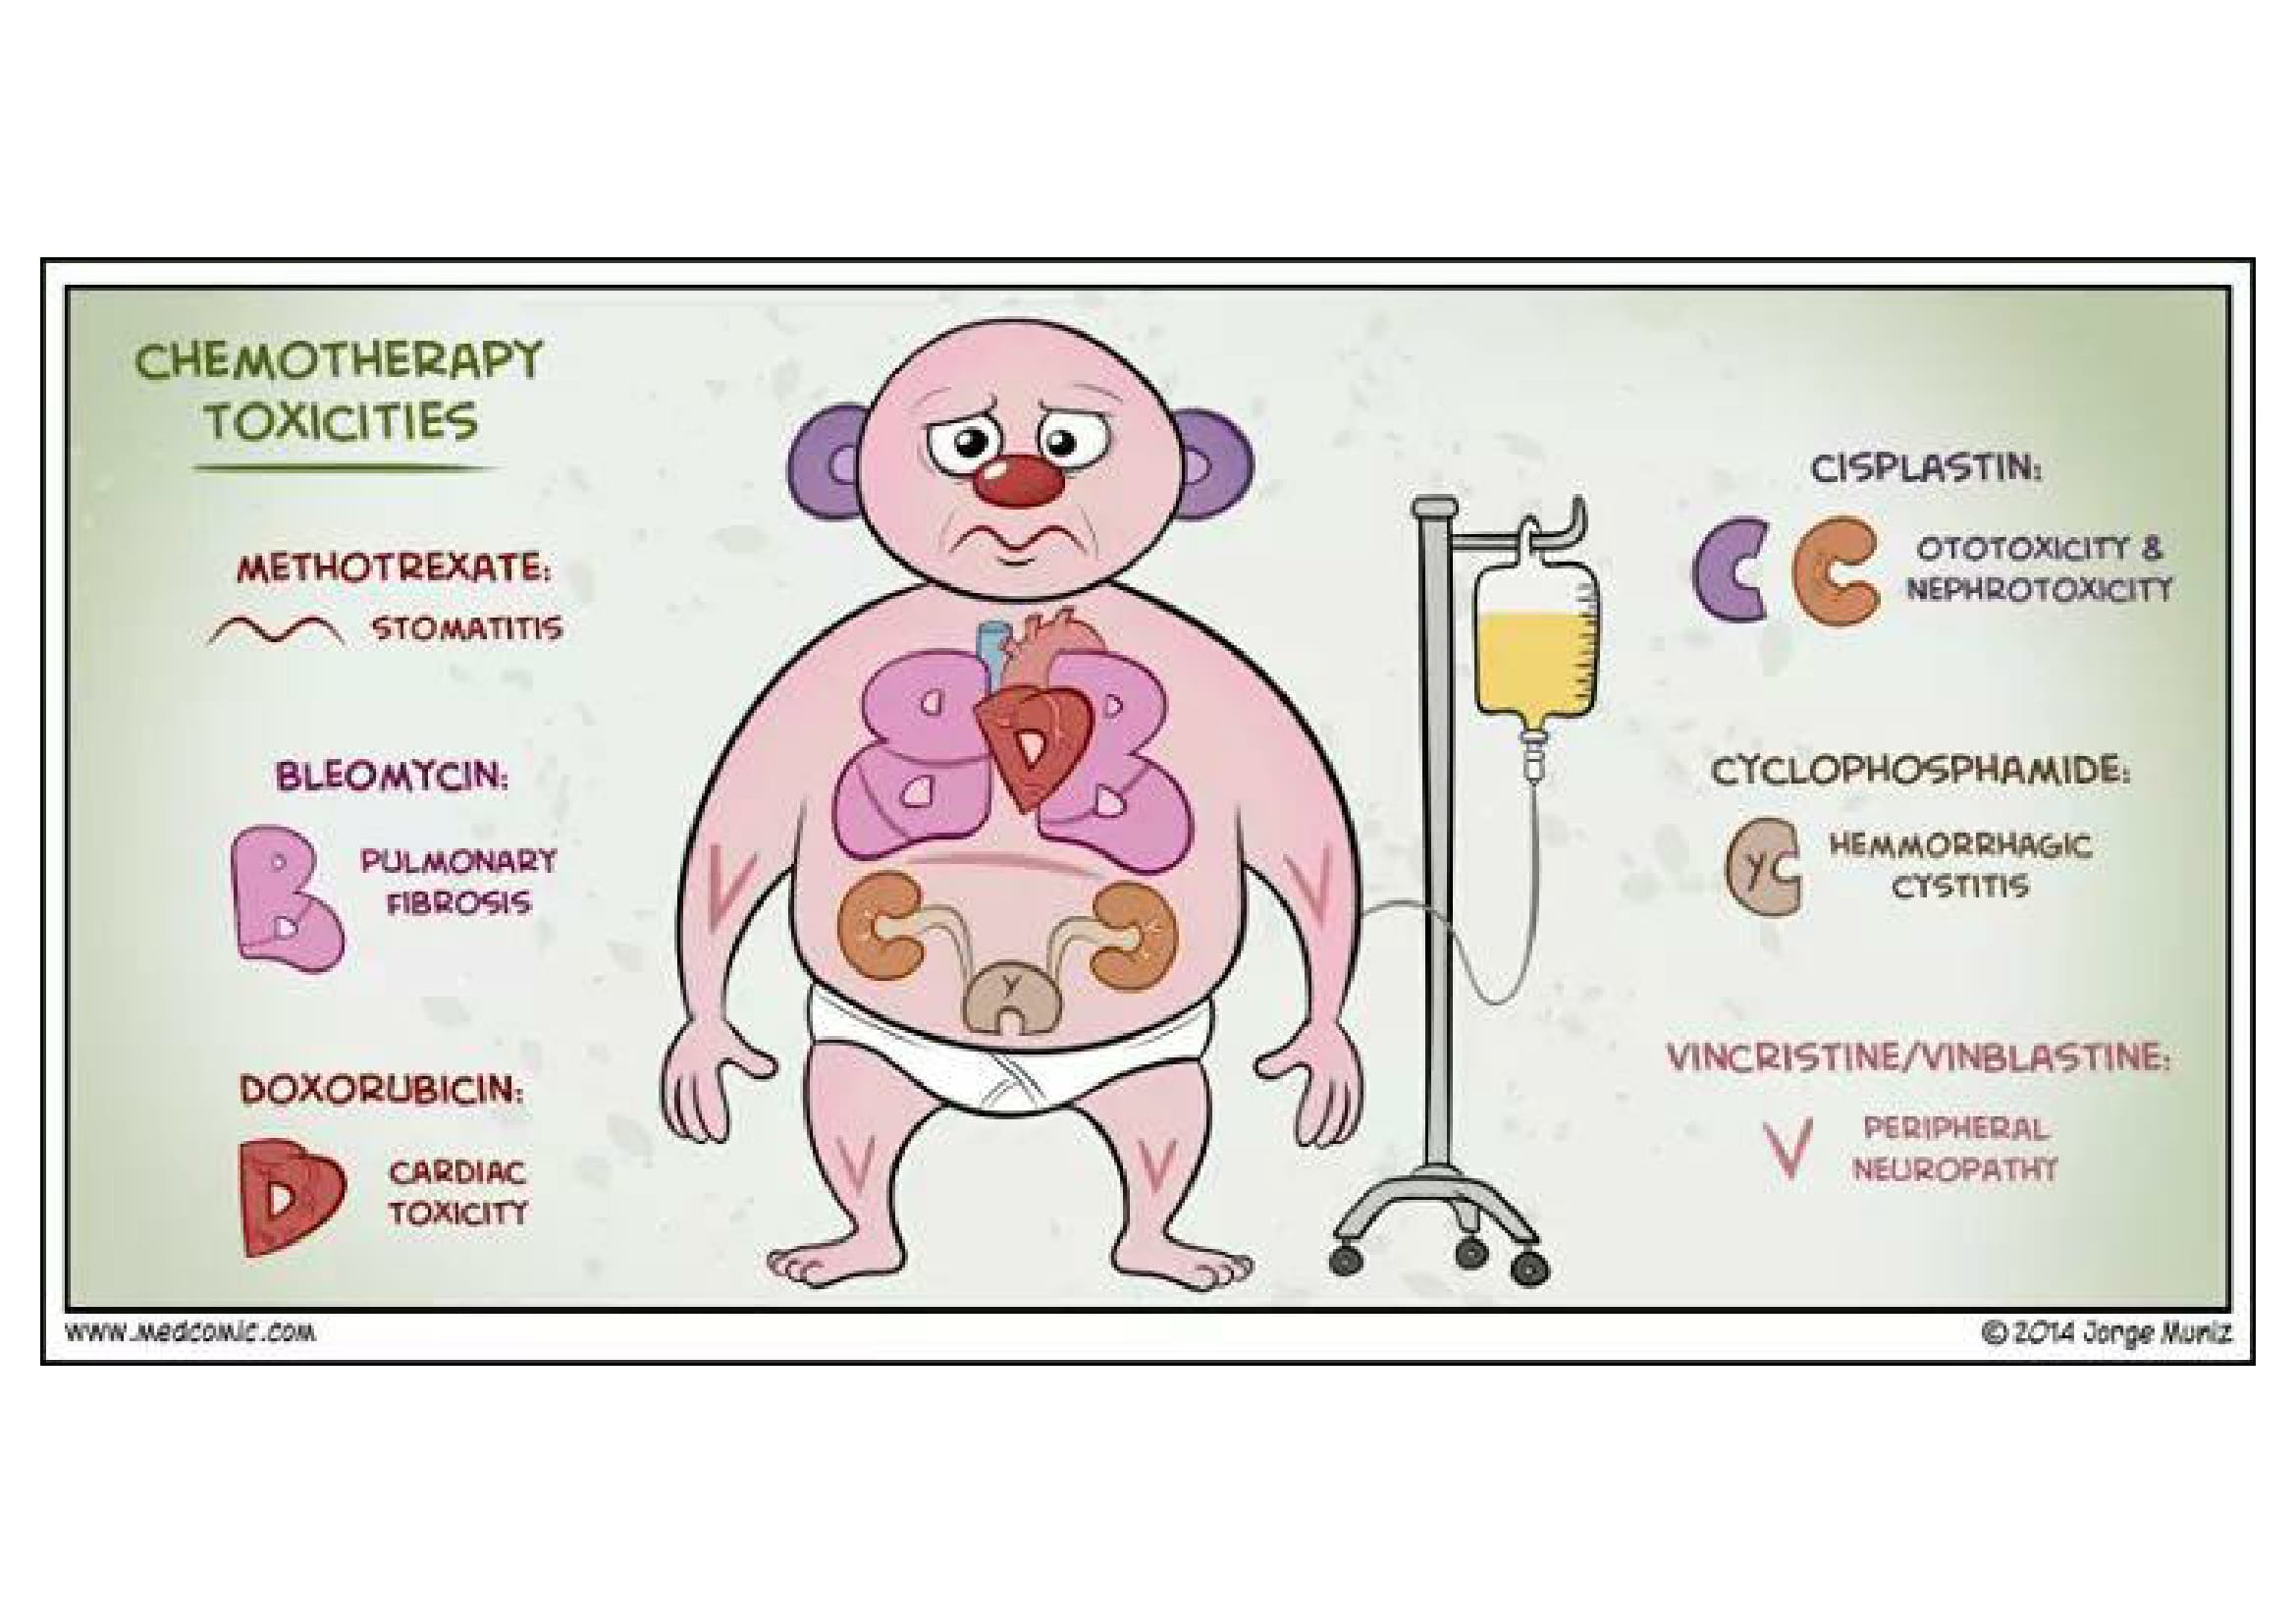 CHEMOTHERAPY
TOXICITIES
METHOTREXATE:
STOMATITIS
BLEOMYCIN:
B
PULMONARY
FIBROSIS
DOXORUBICIN:
D
CARDIAC
TOXICITY
B
D
B
V
V
Y
V
V
CISPLASTIN:
C C
OTOTOXICITY &
NEPHROTOXICITY
CYCLOPHOSPHAMIDE:
C YC
HEMMORRHAGIC
CYSTITIS
VINCRISTINE/VINBLASTINE:
V
PERIPHERAL
NEUROPATHY
www.medcomic.com
© 2014 Jorge Muniz